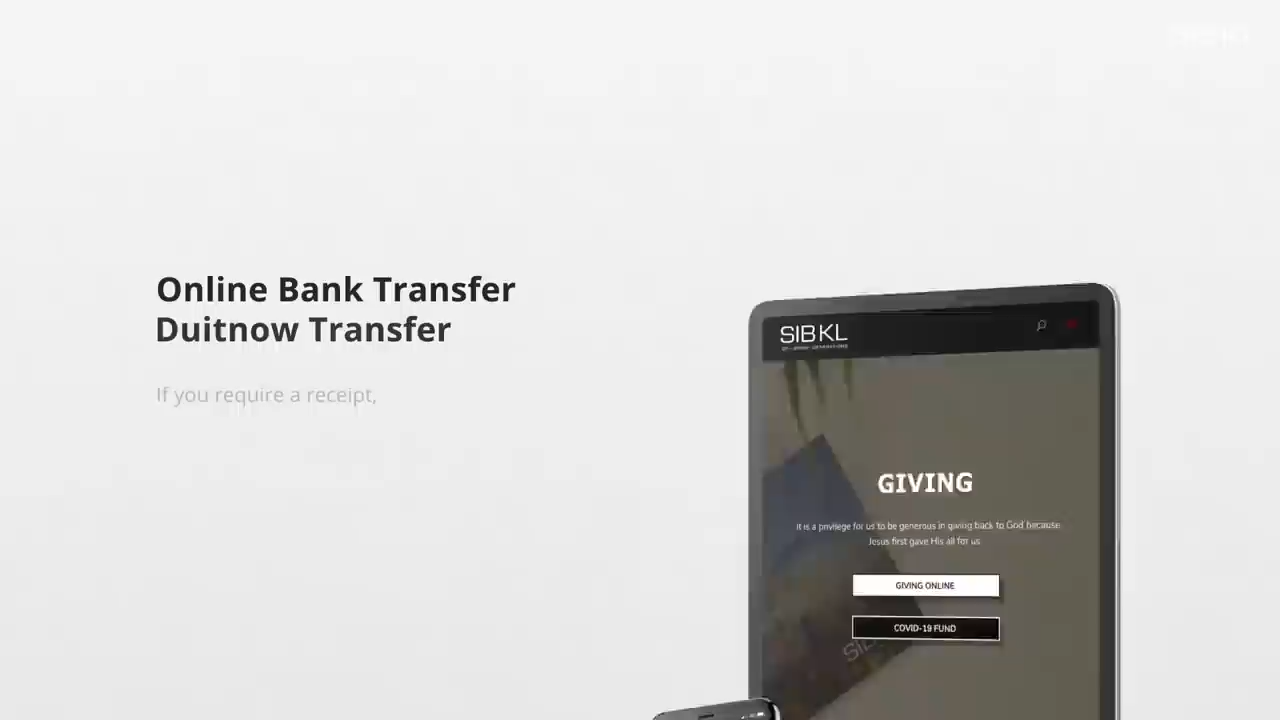 Online Bank Transfer
Duitnow Transfer
If you require a receipt,
SIBKL
GIVING
It is a privilege for us to be generous in giving back to God because
Jesus first gave His all for us
GIVING ONLINE
COVID-19 FUND